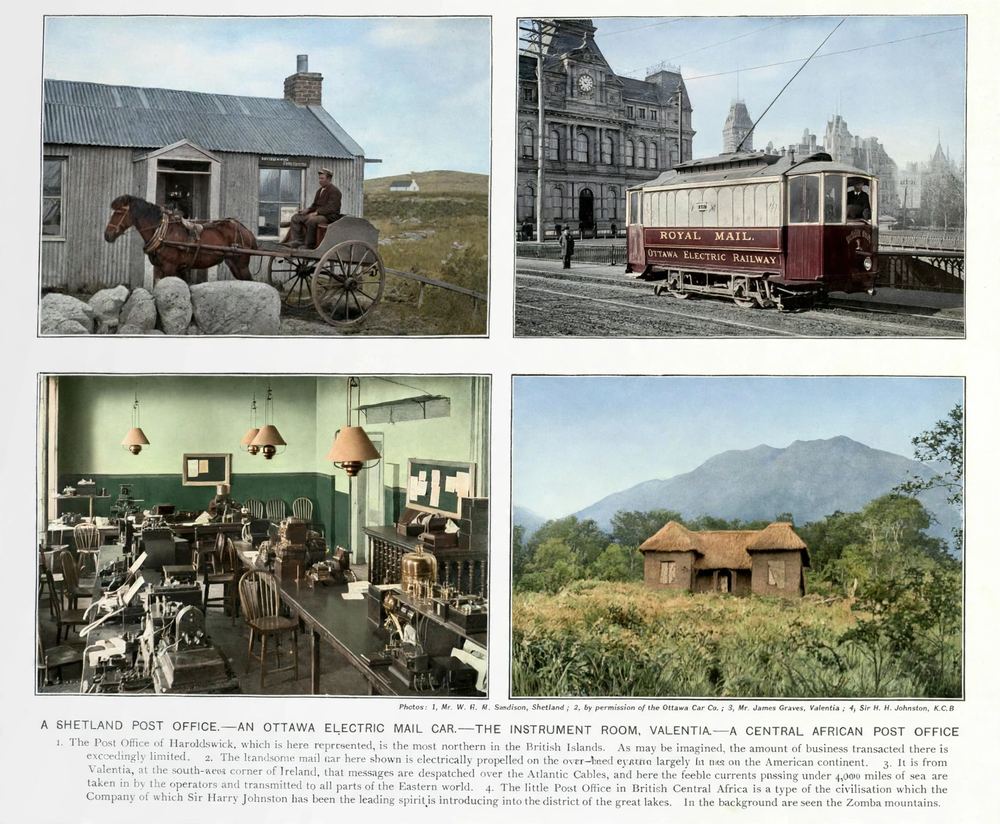 ROYAL MAIL.
OTTAWA ELECTRIC RAILWAY.
1
Photos: 1, Mr. W. G. M. Sandison, Shetland; 2, by permission of the Ottawa Car Co.; 3, Mr. James Graves, Valentia; 4, Sir H. H. Johnston, K.C.B
A SHETLAND POST OFFICE.—AN OTTAWA ELECTRIC MAIL CAR.—THE INSTRUMENT ROOM, VALENTIA.—A CENTRAL AFRICAN POST OFFICE
1. The Post Office of Haroldswick, which is here represented, is the most northern in the British Islands. As may be imagined, the amount of business transacted there is
exceedingly limited. 2. The handsome mail car here shown is electrically propelled on the over-head system largely in use on the American continent. 3. It is from
Valentia, at the south-west corner of Ireland, that messages are despatched over the Atlantic Cables, and here the feeble currents passing under 4,000 miles of sea are
taken in by the operators and transmitted to all parts of the Eastern world. 4. The little Post Office in British Central Africa is a type of the civilisation which the
Company of which Sir Harry Johnston has been the leading spirit is introducing into the district of the great lakes. In the background are seen the Zomba mountains.